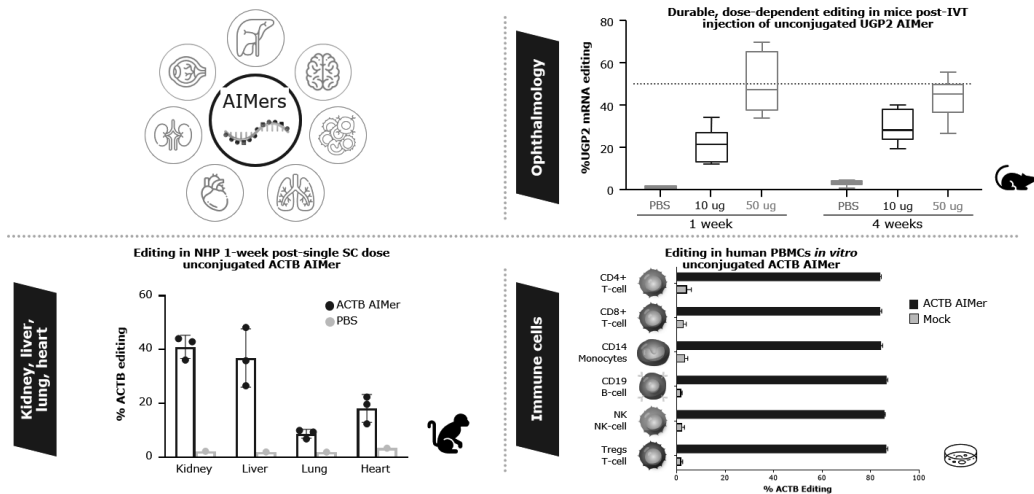 AIMers
Ophthalmology
Durable, dose-dependent editing in mice post-IVT
injection of unconjugated UGP2 AIMer
%UGP2 mRNA editing
80
60
40
20
0
PBS
10 ug
50 ug
PBS
10 ug
50 ug
1 week
4 weeks
Kidney, liver,
lung, heart
Editing in NHP 1-week post-single SC dose
unconjugated ACTB AIMer
% ACTB editing
60
40
20
0
ACTB AIMer
PBS
Kidney
Liver
Lung
Heart
Immune cells
Editing in human PBMCs in vitro
unconjugated ACTB AIMer
CD4+
T-cell
CD8+
T-cell
CD14
Monocytes
CD19
B-cell
NK
NK-cell
Tregs
T-cell
ACTB AIMer
Mock
0 20 40 60 80 100
% ACTB Editing